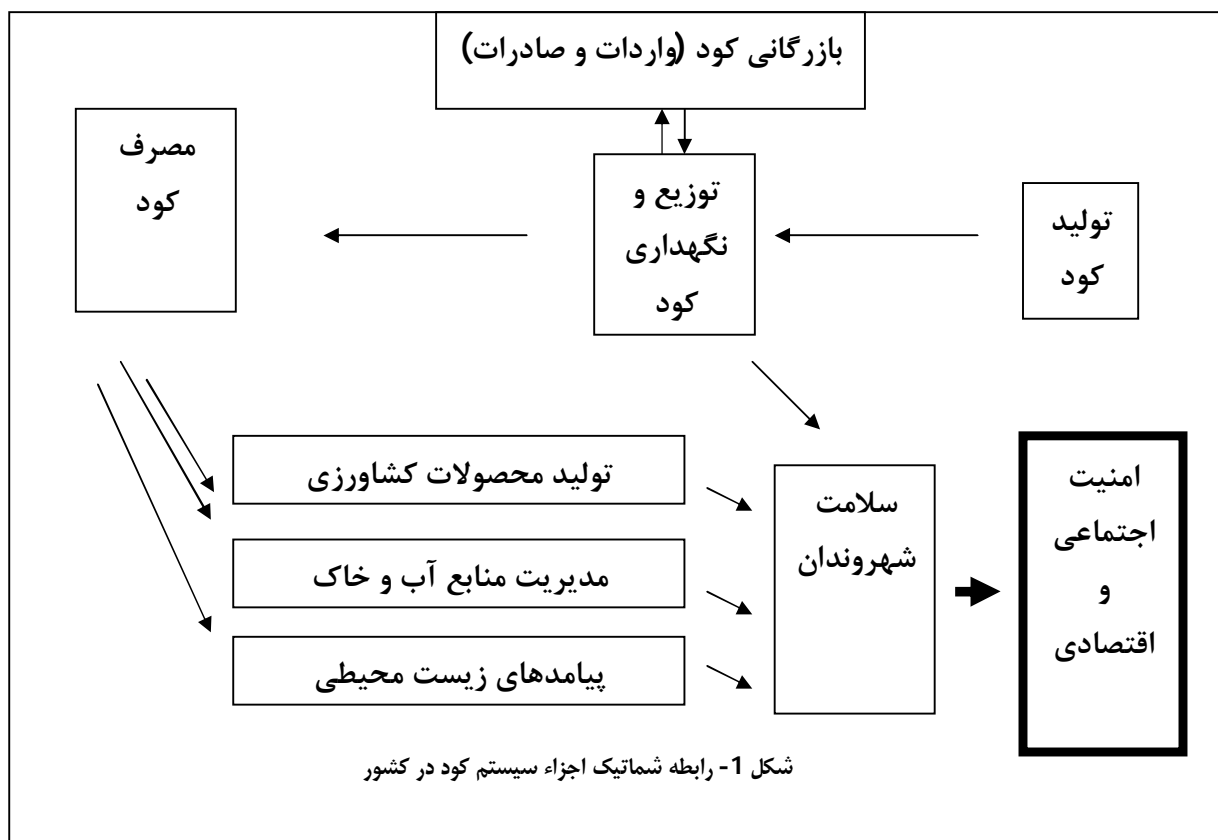 بازرگانی کود (واردات و صادرات)
تولید
کود
توزیع و
نگهداری
کود
مصرف
کود
تولید محصولات کشاورزی
مدیریت منابع آب و خاک
پیامدهای زیست محیطی
سلامت
شهروندان
امنیت
اجتماعی
و
اقتصادی
شکل 1- رابطه شماتیک اجزاء سیستم کود در کشور